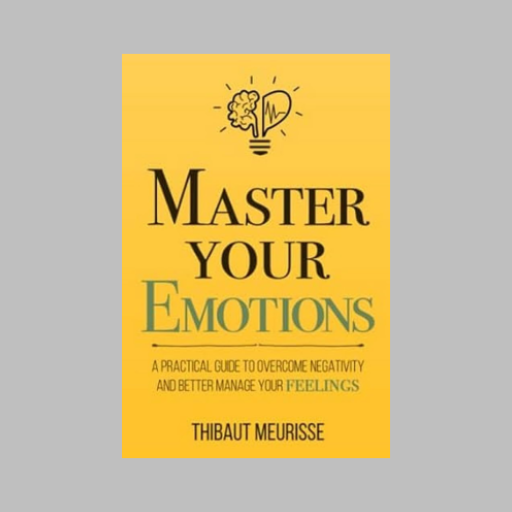 MASTER
YOUR
EMOTIONS
A PRACTICAL GUIDE TO OVERCOME NEGATIVITY
AND BETTER MANAGE YOUR FEELINGS
THIBAUT MEURISSE